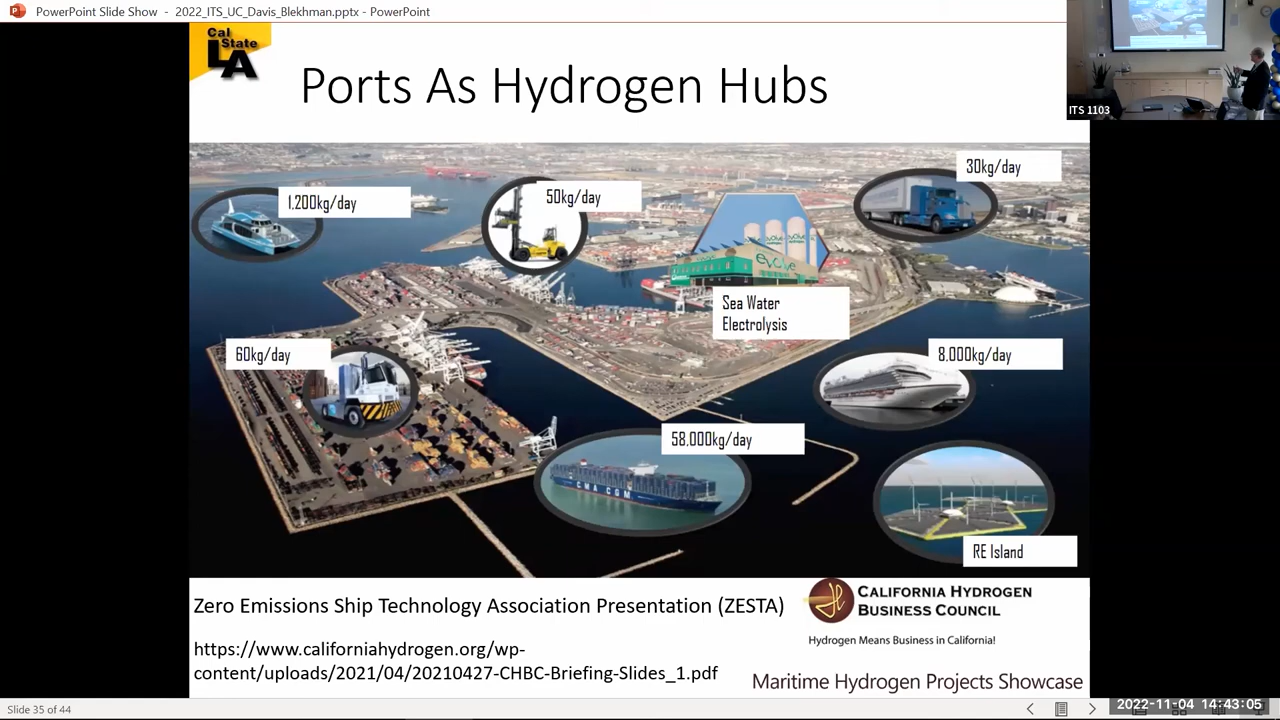 PowerPoint Slide Show - 2022_ITS_UC_Davis_Blekhman.pptx - PowerPoint
ITS 1103
Cal
State
LA
Ports As Hydrogen Hubs
1,200kg/day
50kg/day
30kg/day
evolve
Sea Water
Electrolysis
60kg/day
8,000kg/day
58,000kg/day
CMA CGM
RE Island
Zero Emissions Ship Technology Association Presentation (ZESTA)
https://www.californiahydrogen.org/wp-
content/uploads/2021/04/20210427-CHBC-Briefing-Slides_1.pdf
CALIFORNIA HYDROGEN
BUSINESS COUNCIL
Hydrogen Means Business in California!
Maritime Hydrogen Projects Showcase
Slide 35 of 44
2022-11-04 14:43:05